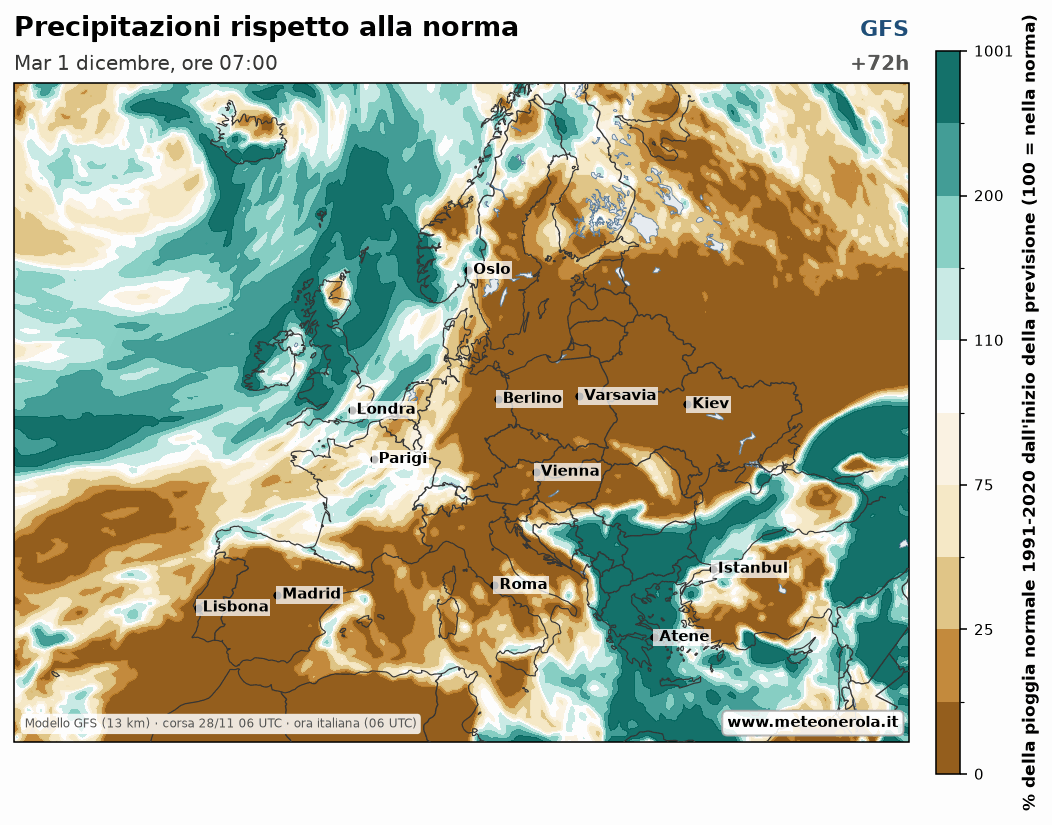 Precipitazioni rispetto alla norma
GFS
Mar 1 dicembre, ore 07:00
+72h
Oslo
Londra
Berlino
Varsavia
Kiev
Parigi
Vienna
Istanbul
Roma
Madrid
Lisbona
Atene
Modello GFS (13 km) · corsa 28/11 06 UTC · ora italiana (06 UTC)
www.meteonerola.it
1001
200
110
75
25
0
% della pioggia normale 1991-2020 dall'inizio della previsione (100 = nella norma)